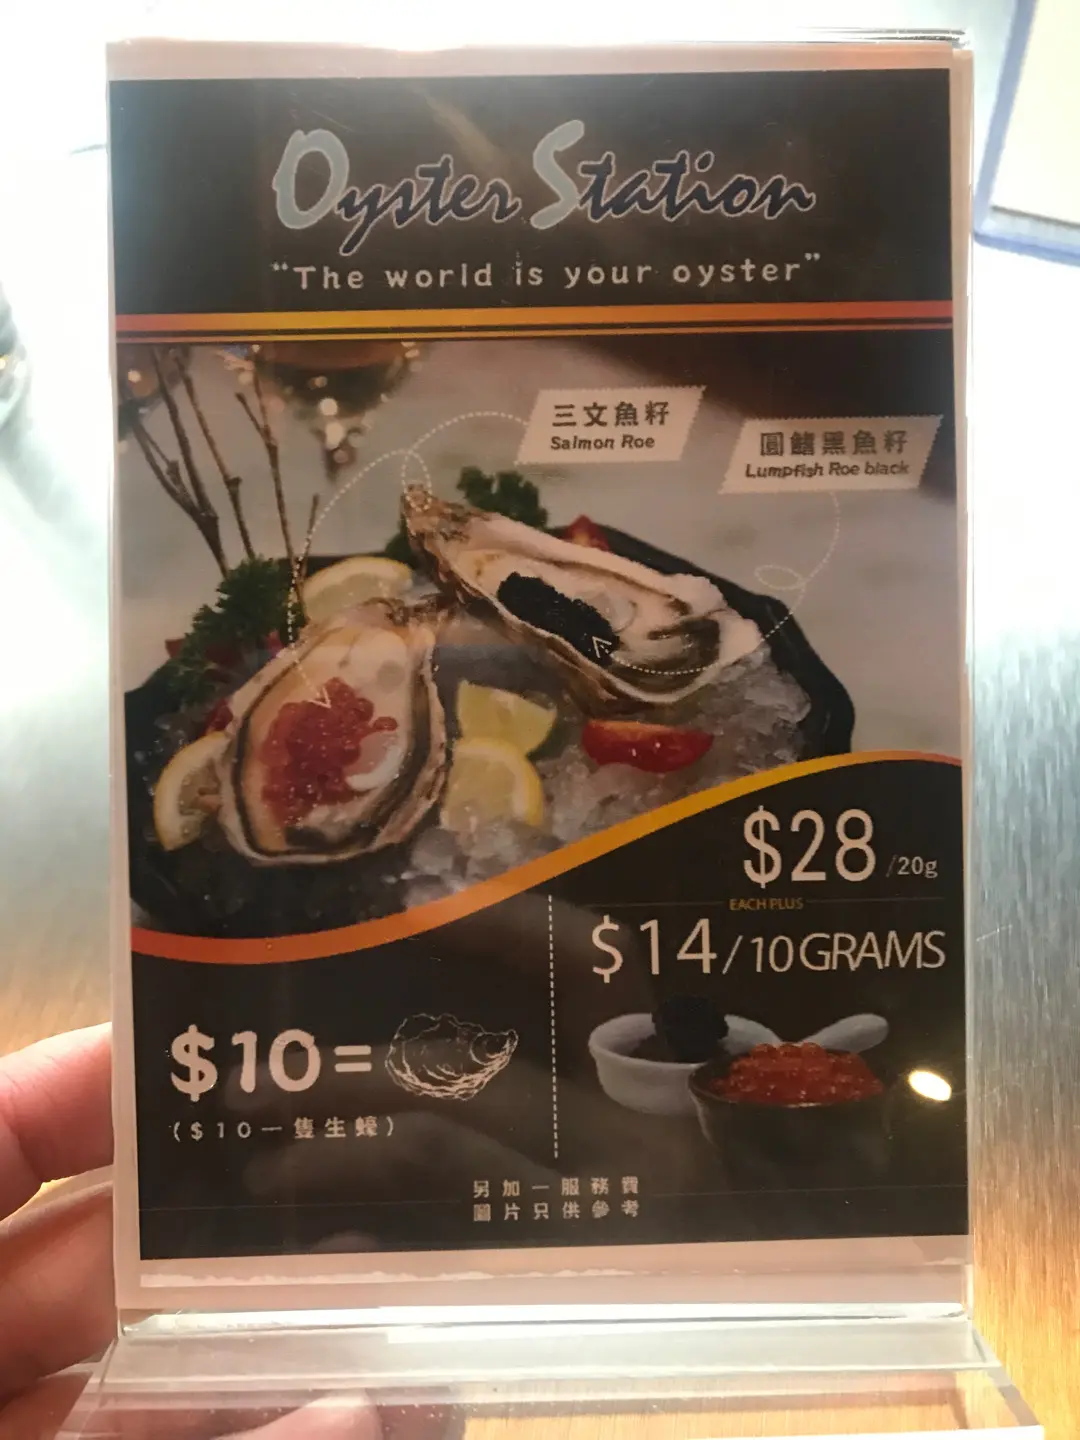 Oyster Station
“The world is your oyster”
三文魚籽
Salmon Roe
圓鰭黑魚籽
Lumpfish Roe black
$28/20g
EACH PLUS
$14/10GRAMS
$10=
($10一隻生蠔)
另加一服務費
圖片只供參考